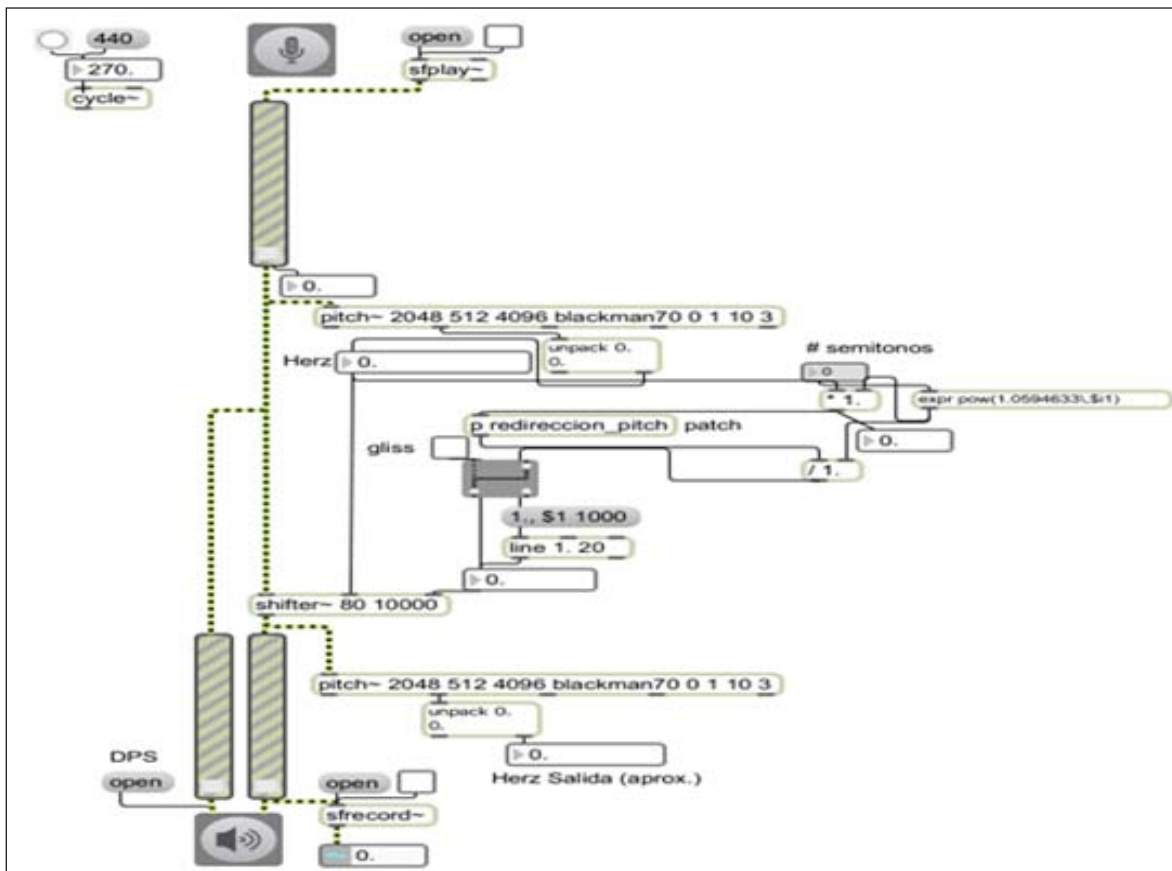 440
open
270.
sfplay~
cycle~
0.
pitch~ 2048 512 4096 blackman70 0 1 10 3
# semitonos
unpack 0.
0.
Herz
0.
0
* 1.
expr pow(1.0594633\,$i1)
p redireccion_pitch
patch
0.
gliss
/ 1.
1., $1 1000
line 1. 20
0.
shifter~ 80 10000
pitch~ 2048 512 4096 blackman70 0 1 10 3
unpack 0.
0.
0.
DPS
Herz Salida (aprox.)
open
open
sfrecord~
0.